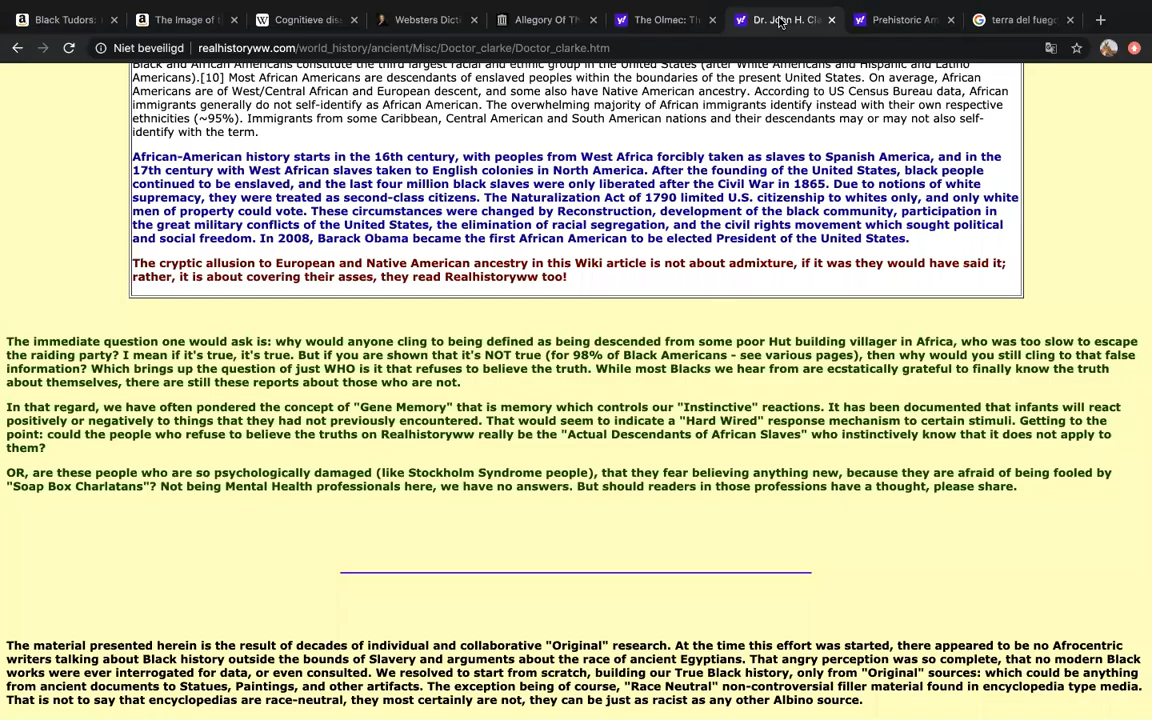 Black Tudors:
The Image of t
Cognitieve dis
Websters Dict
Allegory Of Th
The Olmec: Th
Dr. John H. Cla
Prehistoric Am
terra del fuego
Niet beveiligd
realhistoryww.com/world_history/ancient/Misc/Doctor_clarke/Doctor_clarke.htm
Black and African Americans constitute the third largest racial and ethnic group in the United States (after White Americans and Hispanic and Latino
Americans).[10] Most African Americans are descendants of enslaved peoples within the boundaries of the present United States. On average, African
Americans are of West/Central African and European descent, and some also have Native American ancestry. According to US Census Bureau data, African
immigrants generally do not self-identify as African American. The overwhelming majority of African immigrants identify instead with their own respective
ethnicities (~95%). Immigrants from some Caribbean, Central American and South American nations and their descendants may or may not also self-
identify with the term.
African-American history starts in the 16th century, with peoples from West Africa forcibly taken as slaves to Spanish America, and in the
17th century with West African slaves taken to English colonies in North America. After the founding of the United States, black people
continued to be enslaved, and the last four million black slaves were only liberated after the Civil War in 1865. Due to notions of white
supremacy, they were treated as second-class citizens. The Naturalization Act of 1790 limited U.S. citizenship to whites only, and only white
men of property could vote. These circumstances were changed by Reconstruction, development of the black community, participation in
the great military conflicts of the United States, the elimination of racial segregation, and the civil rights movement which sought political
and social freedom. In 2008, Barack Obama became the first African American to be elected President of the United States.
The cryptic allusion to European and Native American ancestry in this Wiki article is not about admixture, if it was they would have said it;
rather, it is about covering their asses, they read Realhistoryww too!
The immediate question one would ask is: why would anyone cling to being defined as being descended from some poor Hut building villager in Africa, who was too slow to escape
the raiding party? I mean if it's true, it's true. But if you are shown that it's NOT true (for 98% of Black Americans - see various pages), then why would you still cling to that false
information? Which brings up the question of just WHO is it that refuses to believe the truth. While most Blacks we hear from are ecstatically grateful to finally know the truth
about themselves, there are still these reports about those who are not.
In that regard, we have often pondered the concept of "Gene Memory" that is memory which controls our "Instinctive" reactions. It has been documented that infants will react
positively or negatively to things that they had not previously encountered. That would seem to indicate a "Hard Wired" response mechanism to certain stimuli. Getting to the
point: could the people who refuse to believe the truths on Realhistoryww really be the "Actual Descendants of African Slaves" who instinctively know that it does not apply to
them?
OR, are these people who are so psychologically damaged (like Stockholm Syndrome people), that they fear believing anything new, because they are afraid of being fooled by
"Soap Box Charlatans"? Not being Mental Health professionals here, we have no answers. But should readers in those professions have a thought, please share.
The material presented herein is the result of decades of individual and collaborative "Original" research. At the time this effort was started, there appeared to be no Afrocentric
writers talking about Black history outside the bounds of Slavery and arguments about the race of ancient Egyptians. That angry perception was so complete, that no modern Black
works were ever interrogated for data, or even consulted. We resolved to start from scratch, building our True Black history, only from "Original" sources: which could be anything
from ancient documents to Statues, Paintings, and other artifacts. The exception being of course, "Race Neutral" non-controversial filler material found in encyclopedia type media.
That is not to say that encyclopedias are race-neutral, they most certainly are not, they can be just as racist as any other Albino source.